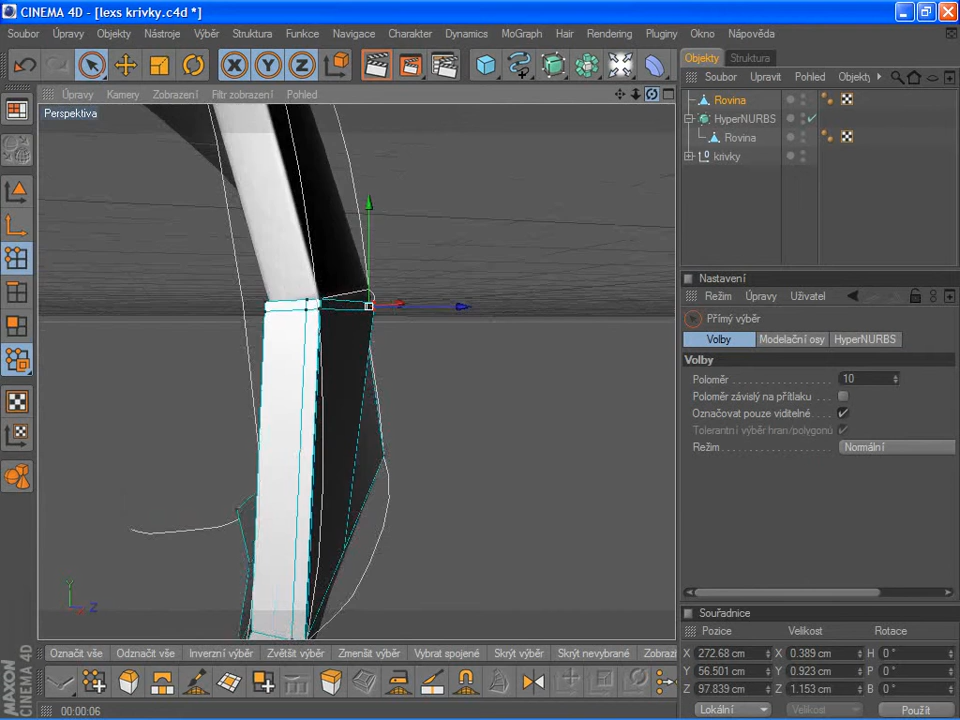 CINEMA 4D - [lexs krivky.c4d *]
Soubor Úpravy Objekty Nástroje Výběr Struktura Funkce Navigace Charakter Dynamics MoGraph Hair Rendering Pluginy Okno Nápověda
X Y Z
Objekty Struktura
Soubor Upravit Pohled Objekty
Úpravy Kamery Zobrazení Filtr zobrazení Pohled
Perspektiva
Rovina
HyperNURBS
Rovina
krivky
Nastavení
Režim Úpravy Uživatel
Přímý výběr
Volby Modelační osy HyperNURBS
Volby
Poloměr 10
Poloměr závislý na přítlaku
Označovat pouze viditelné
Tolerantní výběr hran/polygonů
Režim Normální
Y
Z
Souřadnice
Pozice Velikost Rotace
X 272.68 cm X 0.389 cm H 0 °
Y 56.501 cm Y 0.923 cm P 0 °
Z 97.839 cm Z 1.153 cm B 0 °
Lokální Velikost Použít
Označit vše Odznačit vše Inverzní výběr Zvětšit výběr Zmenšit výběr Vybrat spojené Skrýt výběr Skrýt nevybrané Zobrazi
MAXON
CINEMA 4D
00:00:06